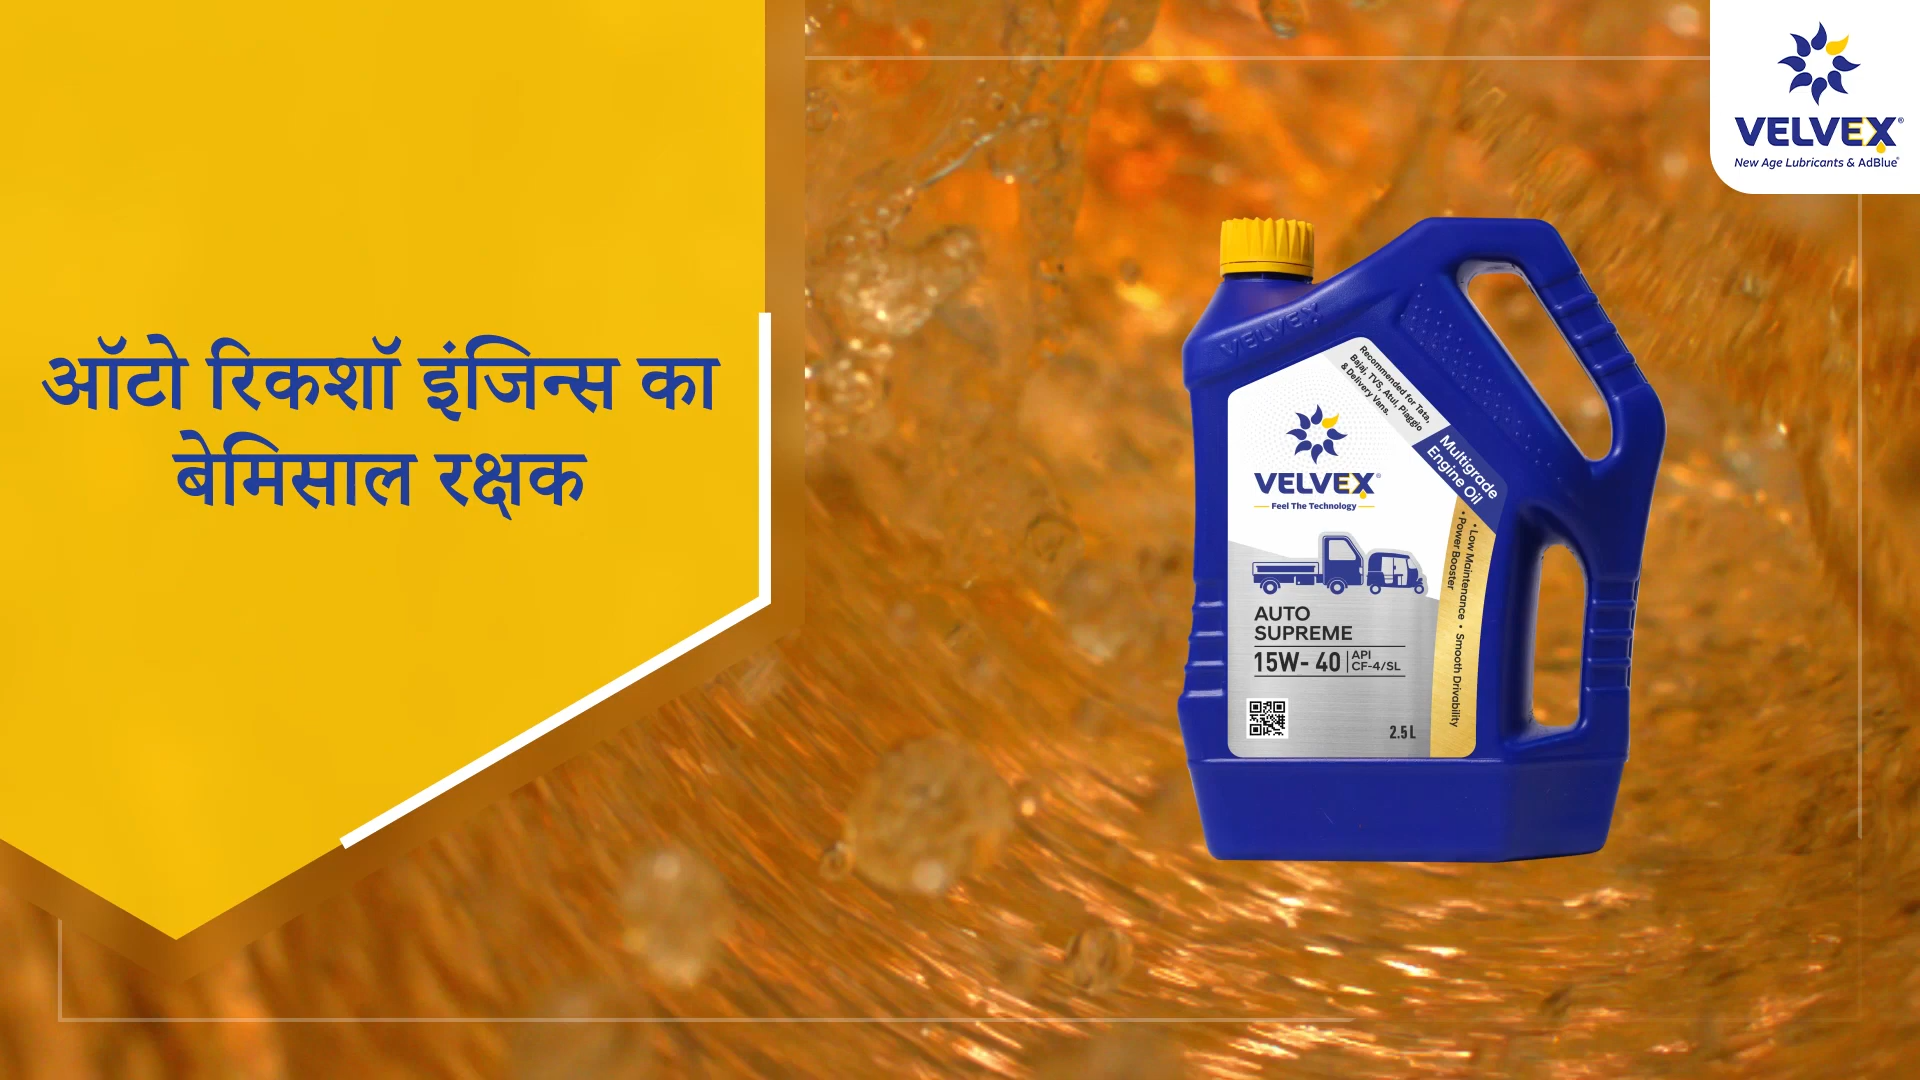 ऑटो रिकशॉ इंजिन्स का
बेमिसाल रक्षक
VELVEX®
New Age Lubricants & AdBlue®
VELVEX
Recommended for Tata,
Bajaj, TVS, Atul, Piaggio
& Delivery Vans.
Multigrade
Engine Oil
VELVEX®
Feel The Technology
• Low Maintenance • Smooth Drivability
• Power Booster
AUTO
SUPREME
15W- 40 API
CF-4/SL
2.5 L